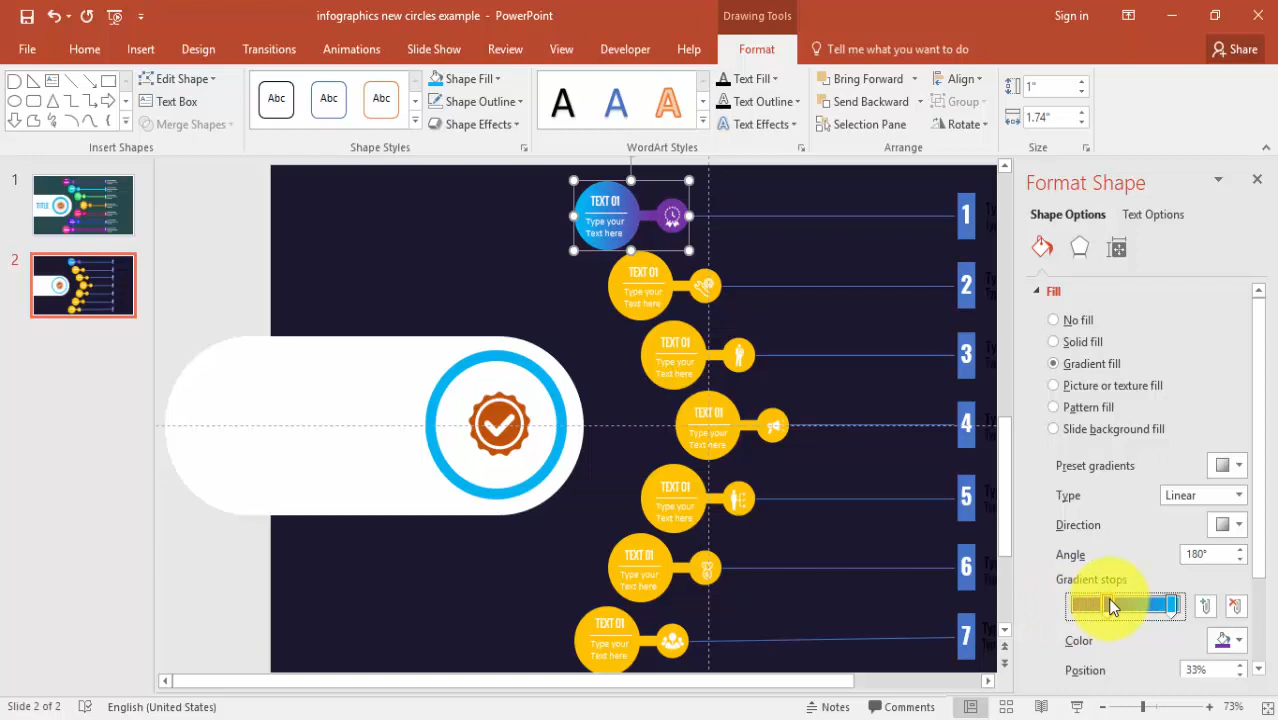 infographics new circles example - PowerPoint
Drawing Tools
Sign in
File
Home
Insert
Design
Transitions
Animations
Slide Show
Review
View
Developer
Help
Format
Tell me what you want to do
Share
Edit Shape
Text Box
Merge Shapes
Insert Shapes
Abc
Abc
Abc
Shape Fill
Shape Outline
Shape Effects
Shape Styles
A
A
A
Text Fill
Text Outline
Text Effects
WordArt Styles
Bring Forward
Send Backward
Selection Pane
Align
Group
Rotate
Arrange
1"
1.74"
Size
1
TITLE
2
TEXT 01
Type your
Text here
1
TEXT 01
Type your
Text here
2
TEXT 01
Type your
Text here
3
TEXT 01
Type your
Text here
4
TEXT 01
Type your
Text here
5
TEXT 01
Type your
Text here
6
TEXT 01
Type your
Text here
7
Format Shape
Shape Options
Text Options
Fill
No fill
Solid fill
Gradient fill
Picture or texture fill
Pattern fill
Slide background fill
Preset gradients
Type
Linear
Direction
Angle
180°
Gradient stops
Color
Position
33%
Slide 2 of 2
English (United States)
Notes
Comments
73%